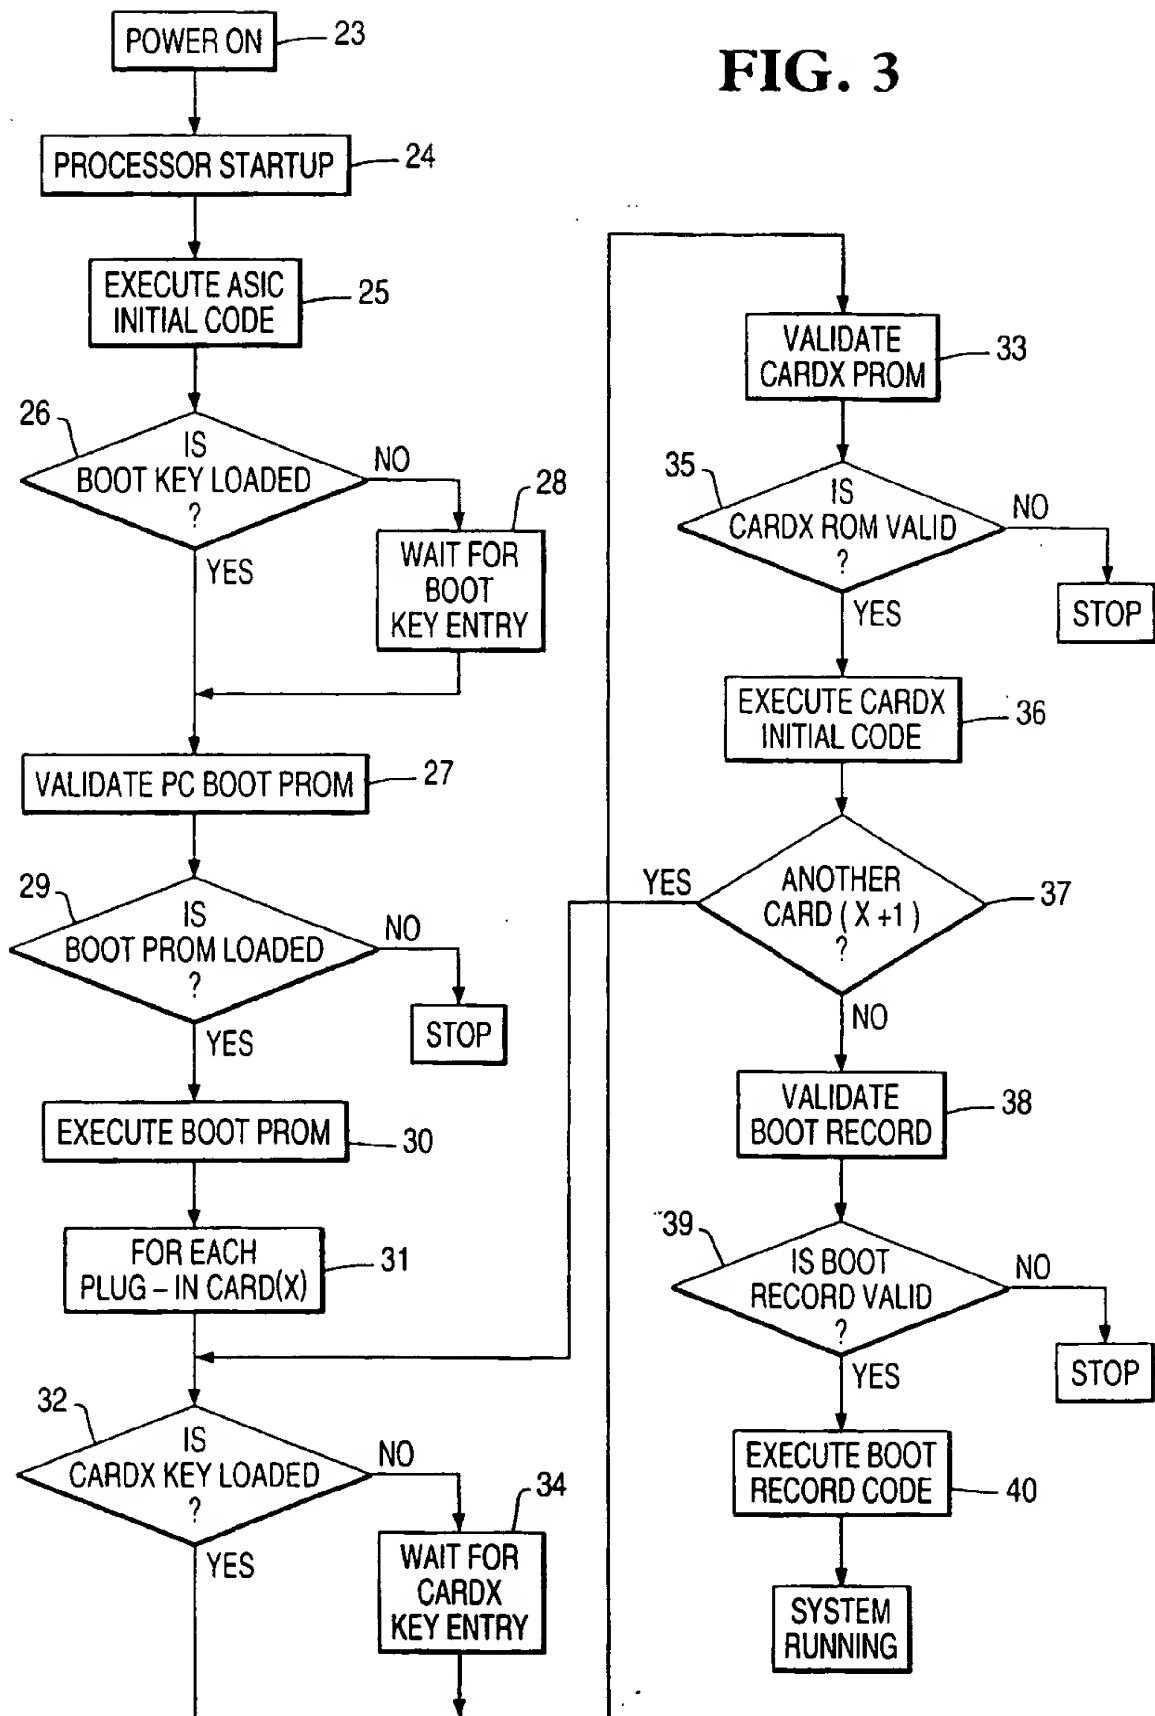 FIG. 3
POWER ON
23
PROCESSOR STARTUP
24
EXECUTE ASIC
INITIAL CODE
25
26
IS
BOOT KEY LOADED
?
NO
YES
28
WAIT FOR
BOOT
KEY ENTRY
VALIDATE PC BOOT PROM
27
29
IS
BOOT PROM LOADED
?
NO
STOP
YES
EXECUTE BOOT PROM
30
FOR EACH
PLUG – IN CARD(X)
31
32
IS
CARDX KEY LOADED
?
NO
YES
34
WAIT FOR
CARDX
KEY ENTRY
VALIDATE
CARDX PROM
33
35
IS
CARDX ROM VALID
?
NO
STOP
YES
EXECUTE CARDX
INITIAL CODE
36
YES
ANOTHER
CARD ( X +1 )
?
37
NO
VALIDATE
BOOT RECORD
38
39
IS BOOT
RECORD VALID
?
NO
STOP
YES
EXECUTE BOOT
RECORD CODE
40
SYSTEM
RUNNING